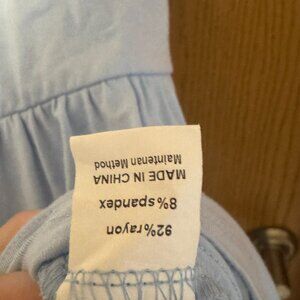 92%rayon
8%spandex
MADE IN CHINA
Maintenan Method